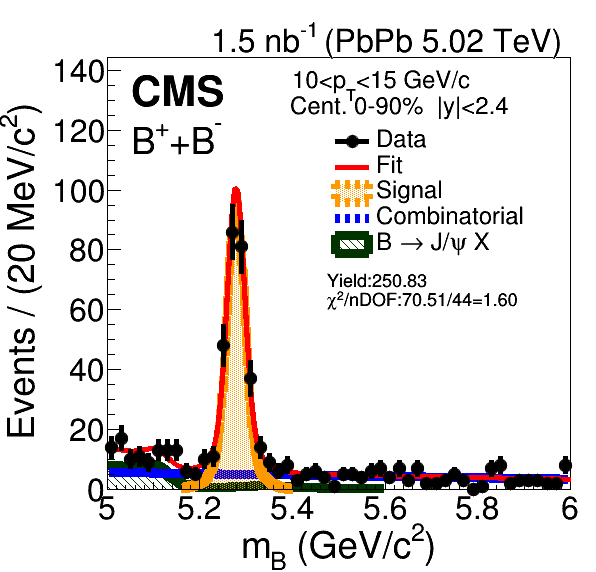 1.5 nb⁻¹ (PbPb 5.02 TeV)
CMS
B⁺+B⁻
10<p_T<15 GeV/c
Cent. 0-90% |y|<2.4
Data
Fit
Signal
Combinatorial
B → J/ψ X
Yield:250.83
χ²/nDOF:70.51/44=1.60
Events / (20 MeV/c²)
140
120
100
80
60
40
20
0
5 5.2 5.4 5.6 5.8 6
m_B (GeV/c²)